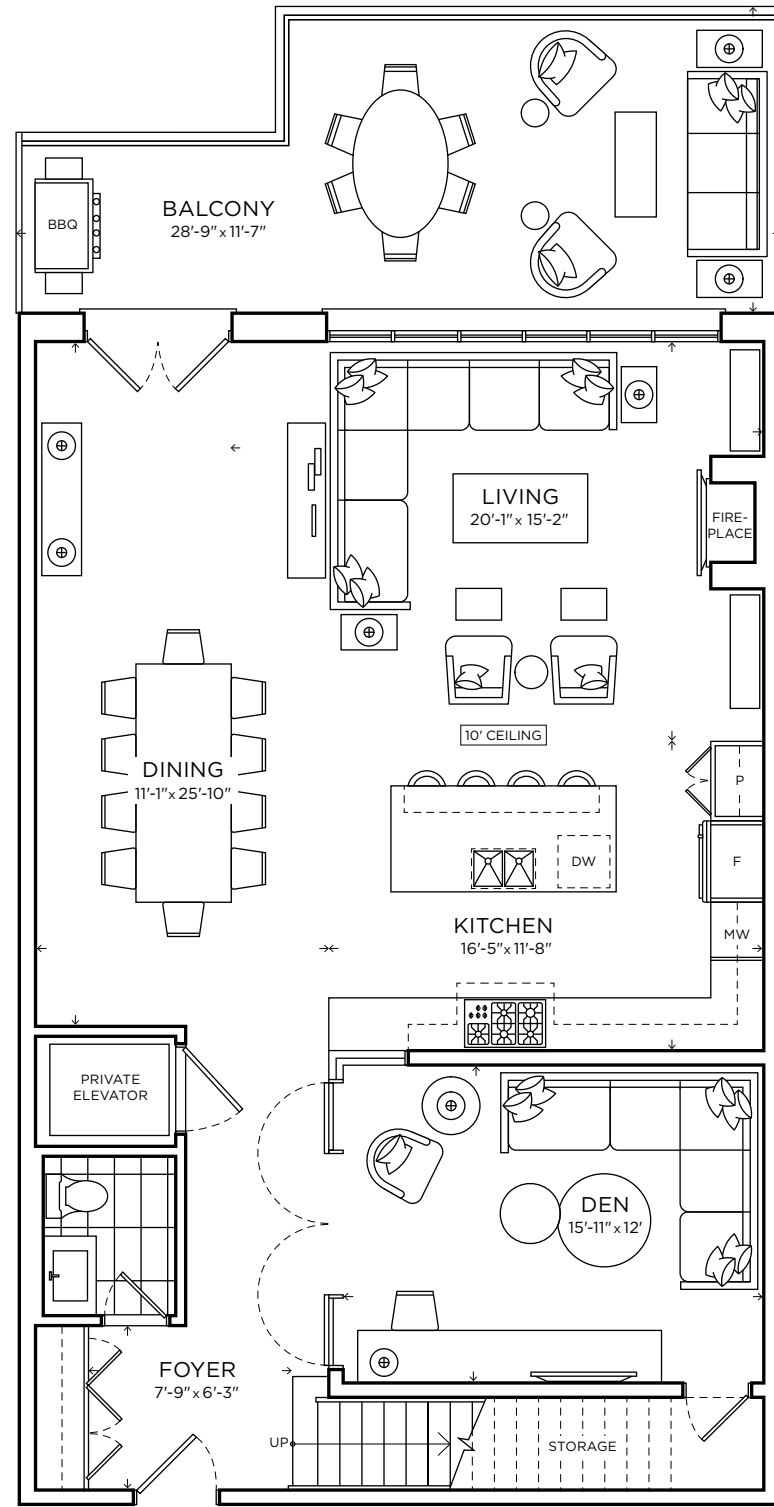 BBQ
BALCONY
28'-9" x 11'-7"
LIVING
20'-1" x 15'-2"
FIRE-
PLACE
10' CEILING
DINING
11'-1" x 25'-10"
P
F
DW
MW
KITCHEN
16'-5" x 11'-8"
PRIVATE
ELEVATOR
DEN
15'-11" x 12'
FOYER
7'-9" x 6'-3"
UP
STORAGE